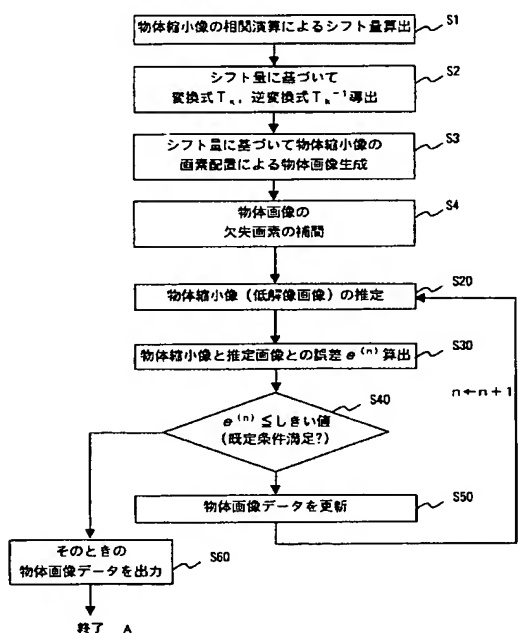 物体縮小像の相関演算によるシフト量算出
S1
シフト量に基づいて
変換式Tk, 逆変換式Tk⁻¹導出
S2
シフト量に基づいて物体縮小像の
画素配置による物体画像生成
S3
物体画像の
欠失画素の補間
S4
物体縮小像(低解像画像)の推定
S20
物体縮小像と推定画像との誤差e⁽ⁿ⁾算出
S30
n←n+1
e⁽ⁿ⁾≦しきい値
(既定条件満足?)
S40
物体画像データを更新
S50
そのときの
物体画像データを出力
S60
終了 A